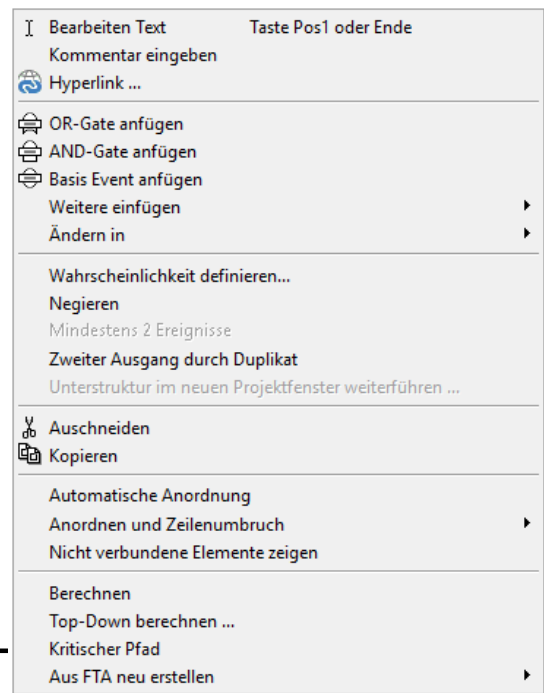 Bearbeiten Text Taste Pos1 oder Ende
Kommentar eingeben
Hyperlink ...
OR-Gate anfügen
AND-Gate anfügen
Basis Event anfügen
Weitere einfügen
Ändern in
Wahrscheinlichkeit definieren...
Negieren
Mindestens 2 Ereignisse
Zweiter Ausgang durch Duplikat
Unterstruktur im neuen Projektfenster weiterführen ...
Auschneiden
Kopieren
Automatische Anordnung
Anordnen und Zeilenumbruch
Nicht verbundene Elemente zeigen
Berechnen
Top-Down berechnen ...
Kritischer Pfad
Aus FTA neu erstellen